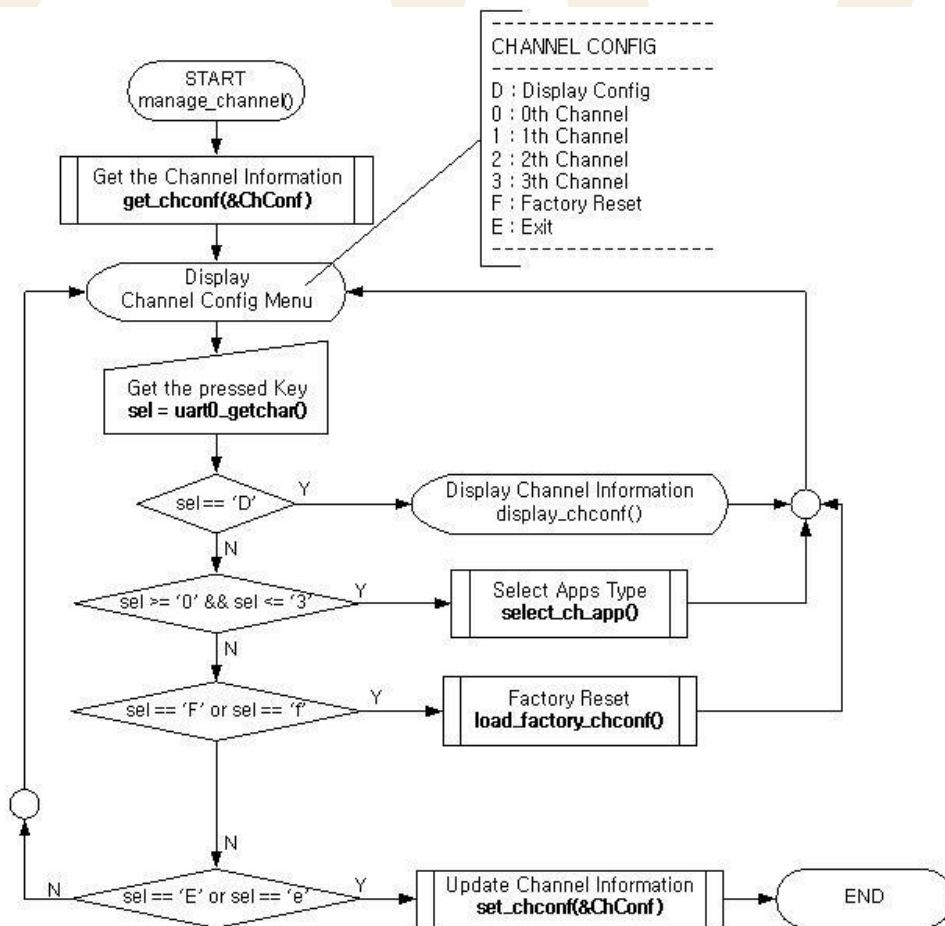 START
manage_channel()
Get the Channel Information
get_chconf(&ChConf)
Display
Channel Config Menu
- - - - - - - - - - - - - - - - - - - -
CHANNEL CONFIG
- - - - - - - - - - - - - - - - - - - -
D : Display Config
0 : 0th Channel
1 : 1th Channel
2 : 2th Channel
3 : 3th Channel
F : Factory Reset
E : Exit
- - - - - - - - - - - - - - - - - - - -
Get the pressed Key
sel = uart0_getchar()
sel == ‘D’
Y
Display Channel Information
display_chconf()
N
sel >= ‘0’ && sel <= ‘3’
Y
Select Apps Type
select_ch_app()
N
sel == ‘F’ or sel == ‘f’
Y
Factory Reset
load_factory_chconf()
N
N
sel == ‘E’ or sel == ‘e’
Y
Update Channel Information
set_chconf(&ChConf)
END